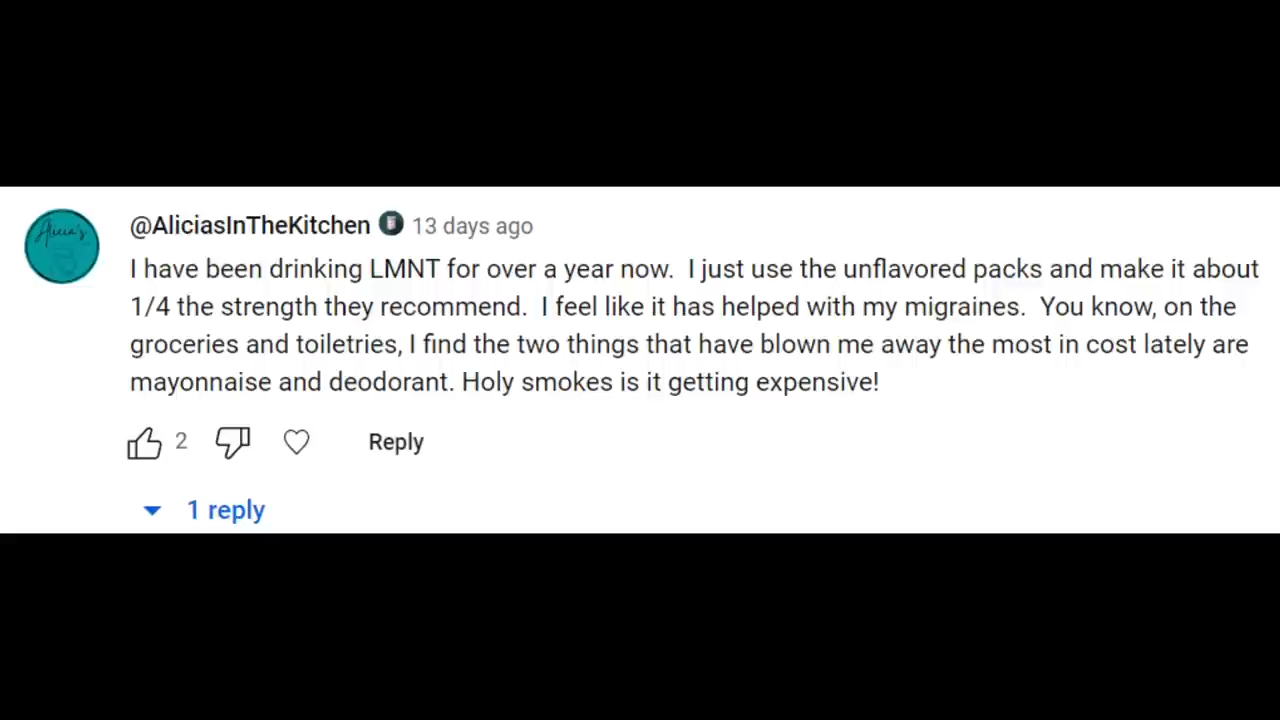 Alicia's
@AliciasInTheKitchen 13 days ago
I have been drinking LMNT for over a year now.  I just use the unflavored packs and make it about
1/4 the strength they recommend.  I feel like it has helped with my migraines.  You know, on the
groceries and toiletries, I find the two things that have blown me away the most in cost lately are
mayonnaise and deodorant. Holy smokes is it getting expensive!
2 Reply
1 reply